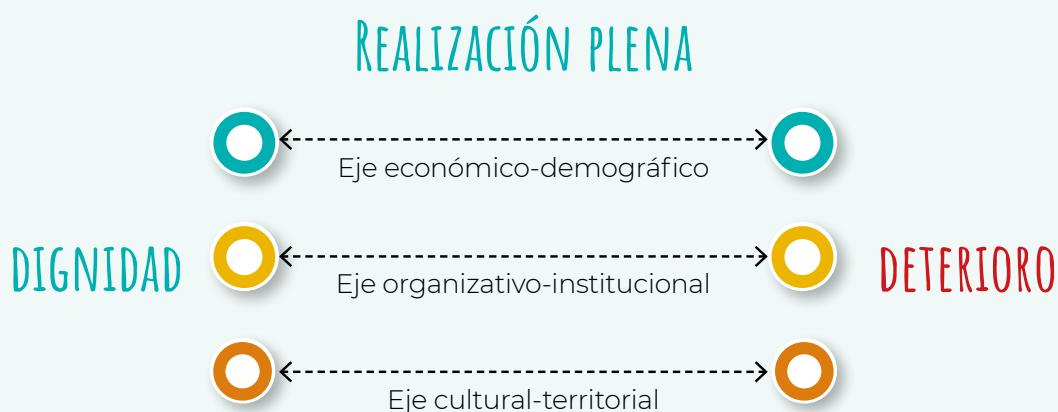 Realización plena
Eje económico-demográfico
DIGNIDAD
Eje organizativo-institucional
DETERIORO
Eje cultural-territorial